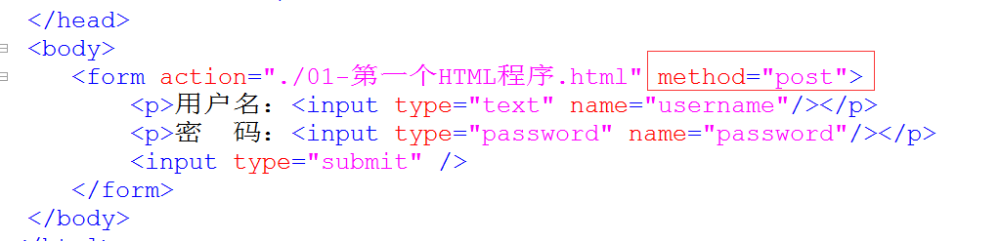 </head>
<body>
<form action="./01-第一个HTML程序.html" method="post">
<p>用户名：<input type="text" name="username"/></p>
<p>密  码：<input type="password" name="password"/></p>
<input type="submit" />
</form>
</body>